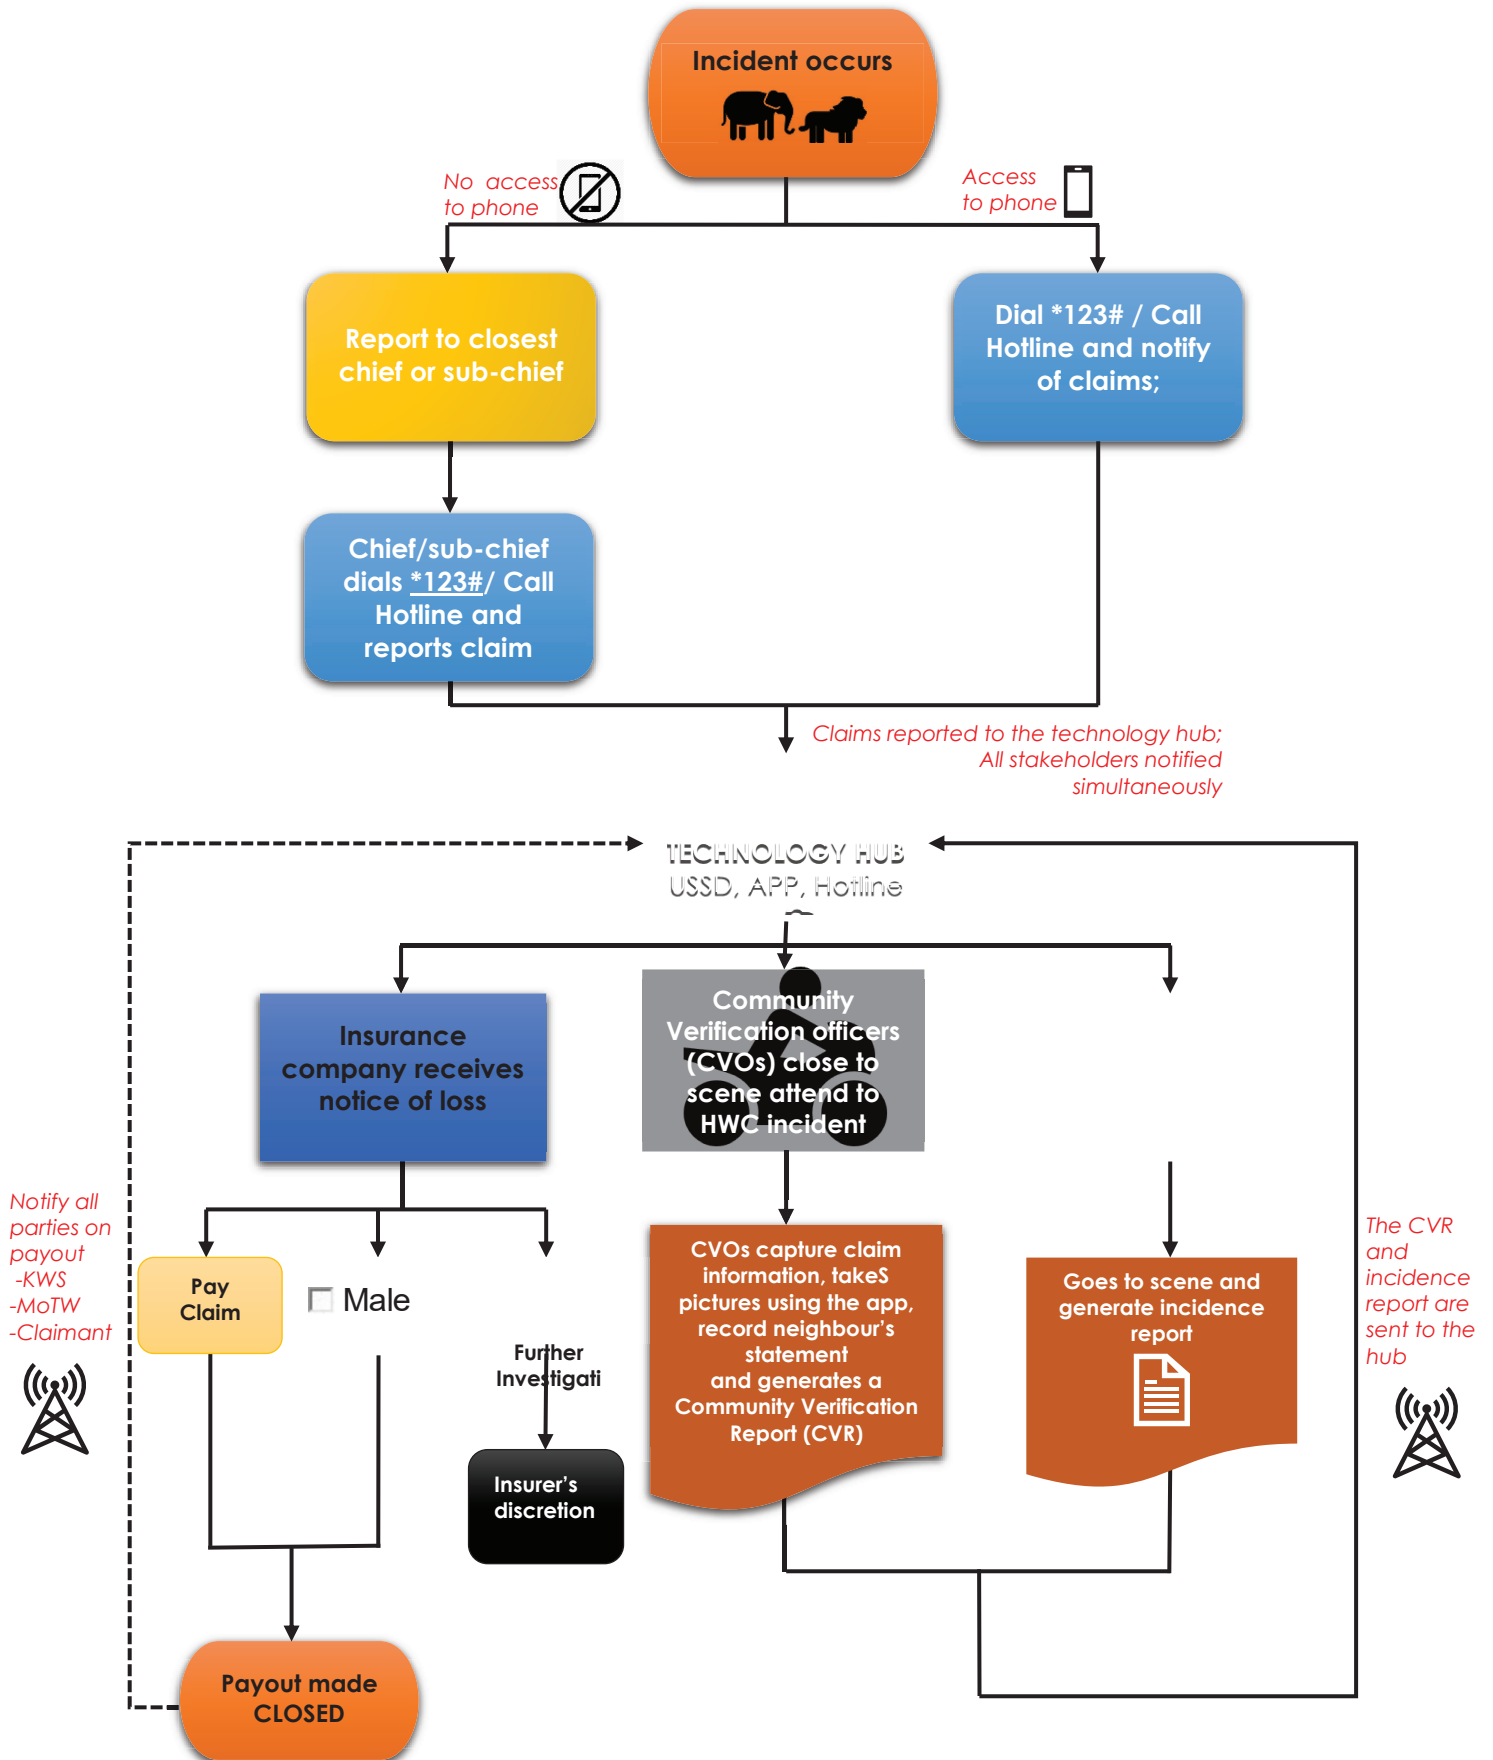 Incident occurs
No access
to phone
Access
to phone
Report to closest
chief or sub-chief
Dial *123# / Call
Hotline and notify
of claims;
Chief/sub-chief
dials *123#/ Call
Hotline and
reports claim
Claims reported to the technology hub;
All stakeholders notified
simultaneously
TECHNOLOGY HUB
USSD, APP, Hotline
Insurance
company receives
notice of loss
Community
Verification officers
(CVOs) close to
scene attend to
HWC incident
Notify all
parties on
payout
-KWS
-MoTW
-Claimant
Pay
Claim
Male
Further
Investigati
Insurer's
discretion
CVOs capture claim
information, takeS
pictures using the app,
record neighbour's
statement
and generates a
Community Verification
Report (CVR)
Goes to scene and
generate incidence
report
The CVR
and
incidence
report are
sent to the
hub
Payout made
CLOSED